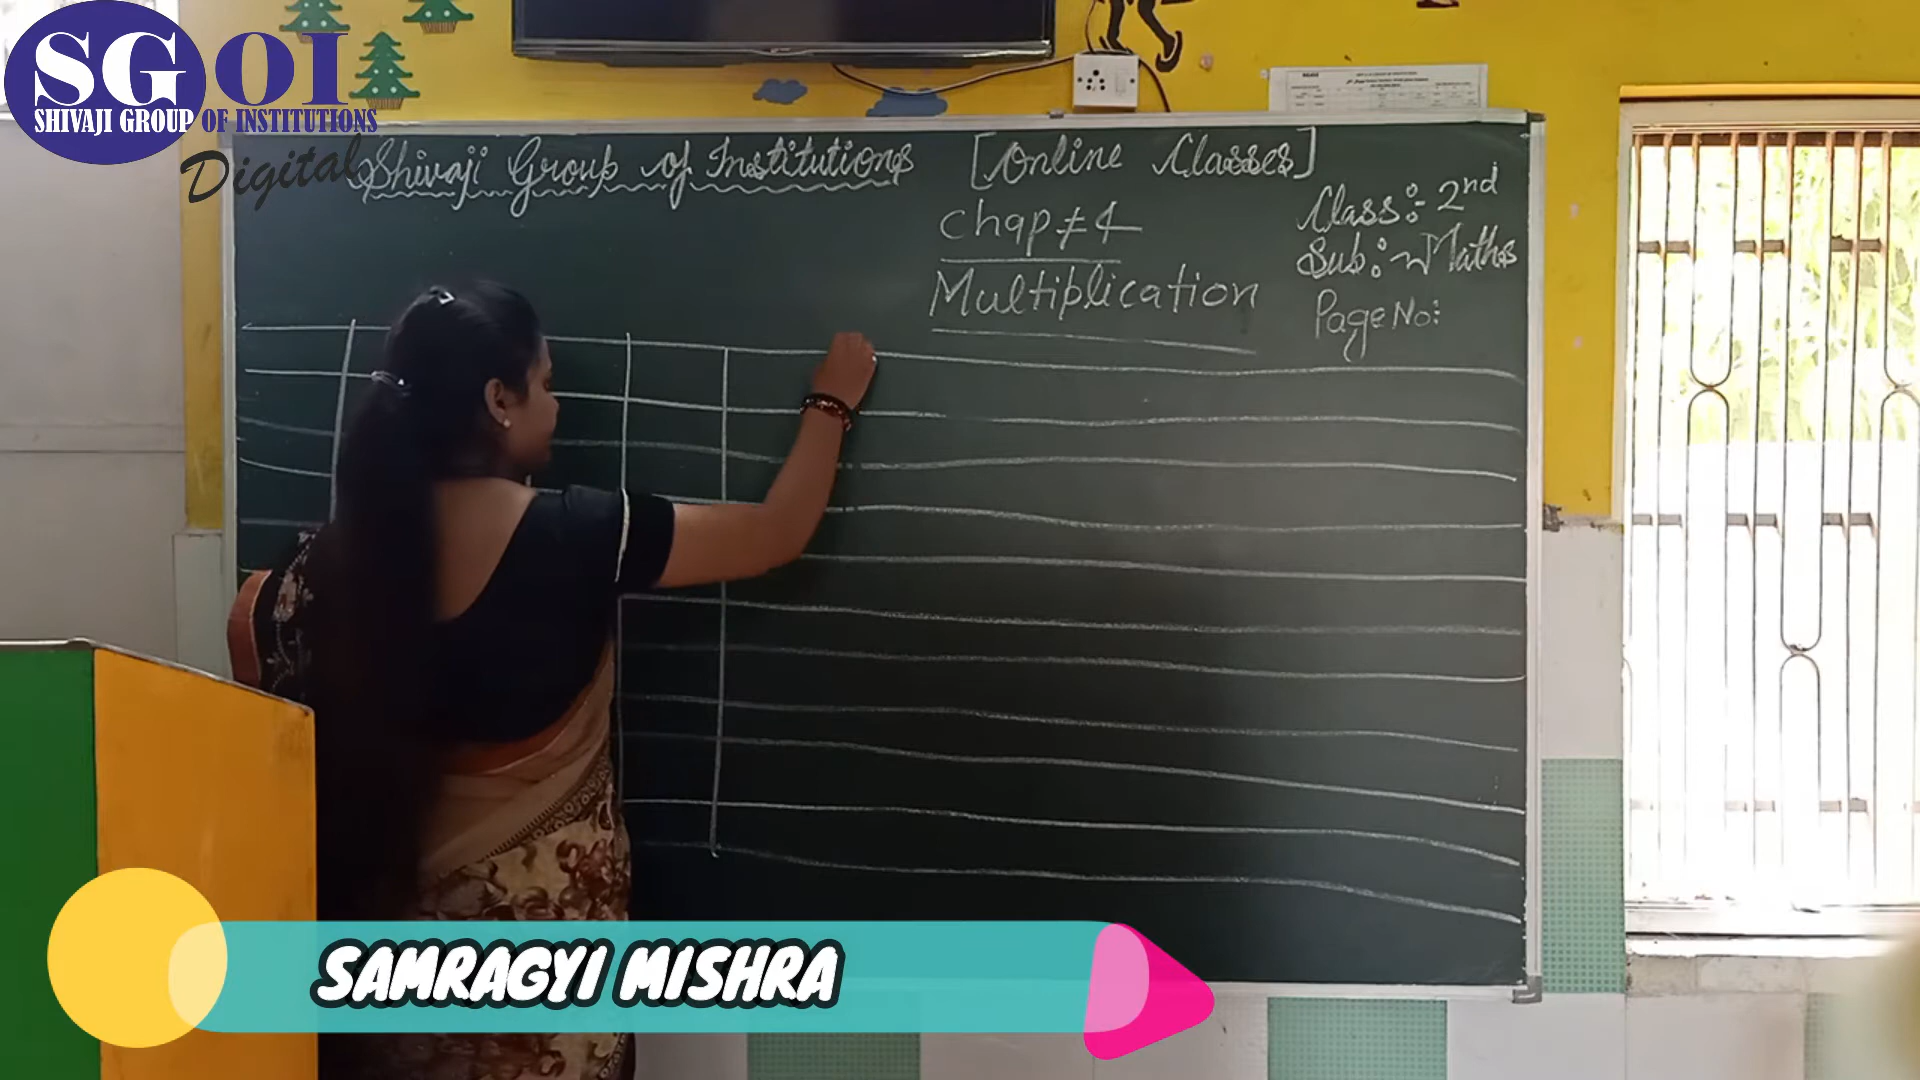 SGOI
SHIVAJI GROUP OF INSTITUTIONS
Digital
Shivaji Group of Institutions [Online Classes]
Class:- 2nd
Chap≠4
Sub:- Maths
Multiplication
Page No:
SAMRAGYI MISHRA